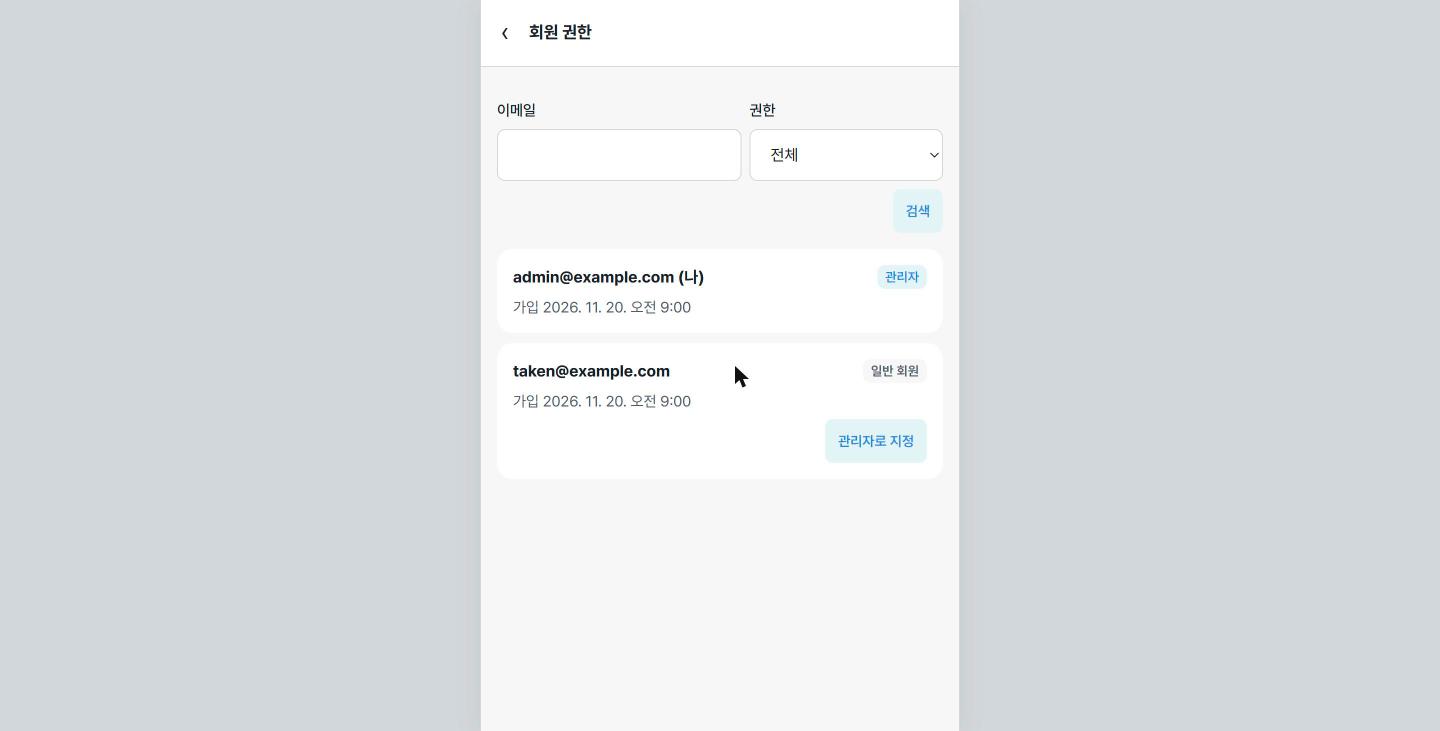 회원 권한
이메일
권한
전체
검색
admin@example.com (나)
관리자
가입 2026. 11. 20. 오전 9:00
taken@example.com
일반 회원
가입 2026. 11. 20. 오전 9:00
관리자로 지정